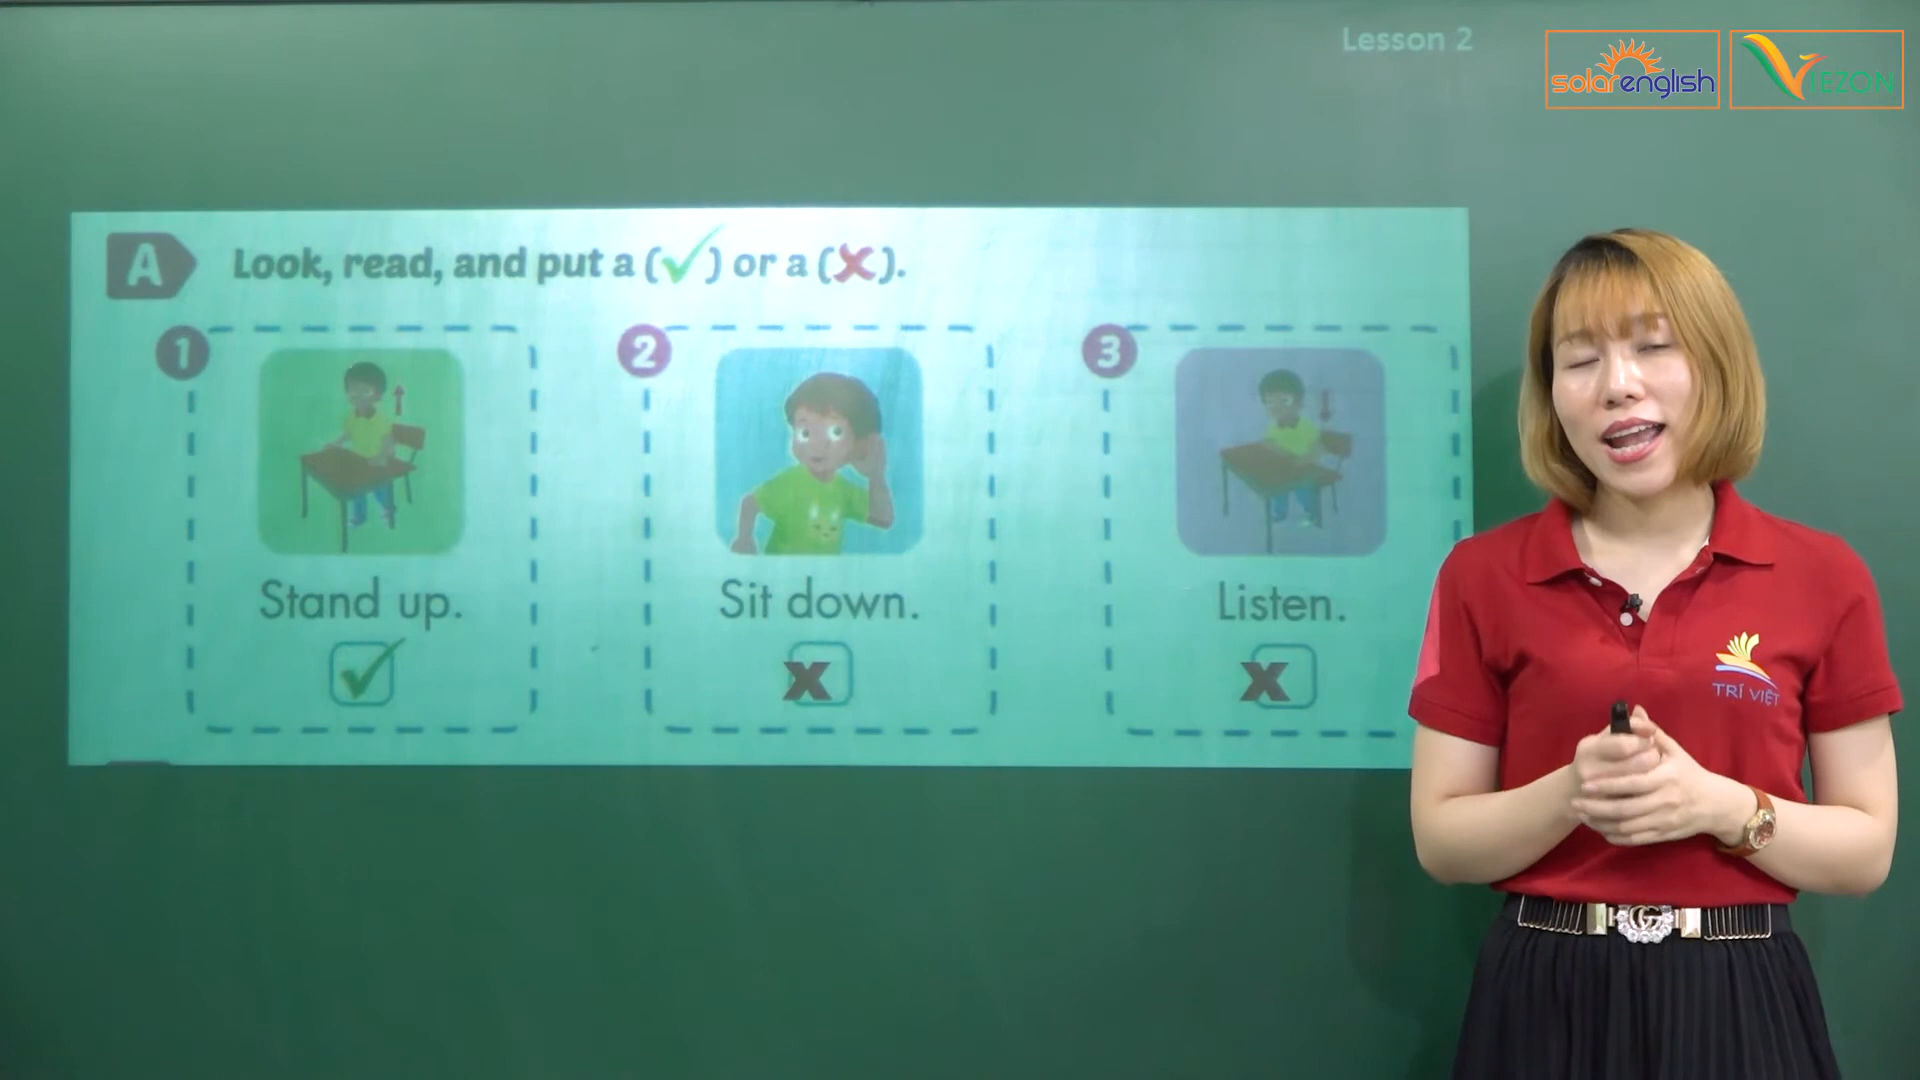 Lesson 2
solarenglish
VIEZON
A
Look, read, and put a (✓) or a (✗).
1
2
3
Stand up.
Sit down.
Listen.
TRÍ VIỆT